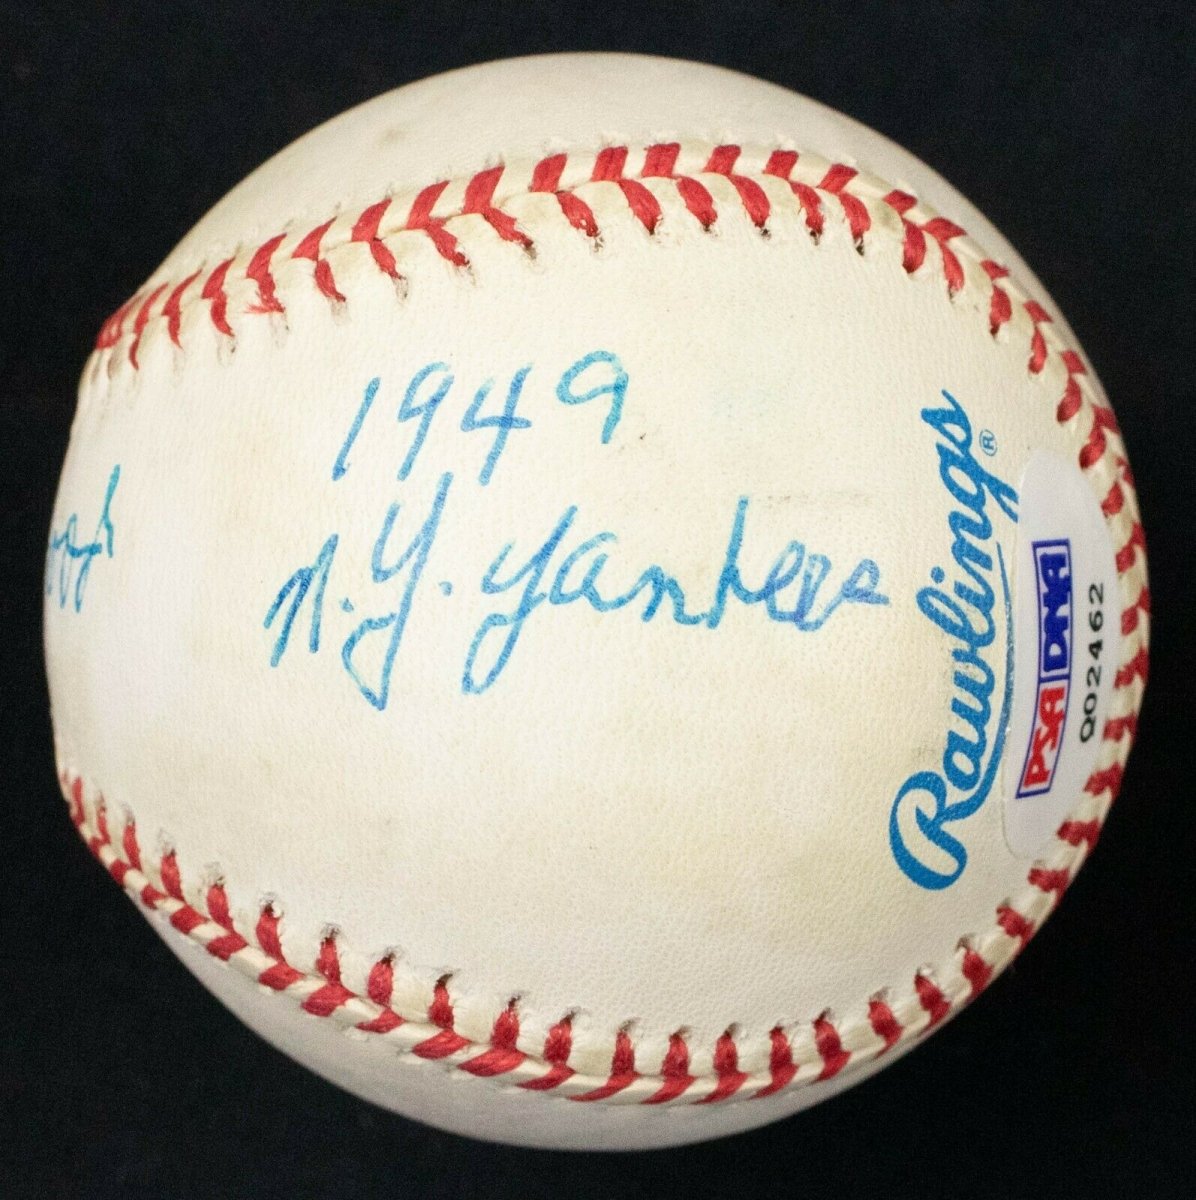 1949
N.Y. Yankees
Rawlings ®
PSA DNA
Q02462